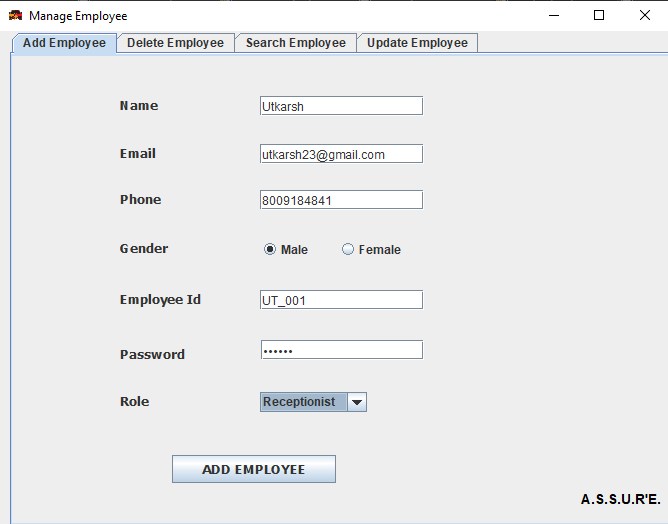 Manage Employee
Add Employee Delete Employee Search Employee Update Employee
Name Utkarsh
Email utkarsh23@gmail.com
Phone 8009184841
Gender Male Female
Employee Id UT_001
Password ••••••
Role Receptionist
ADD EMPLOYEE
A.S.S.U.R'E.